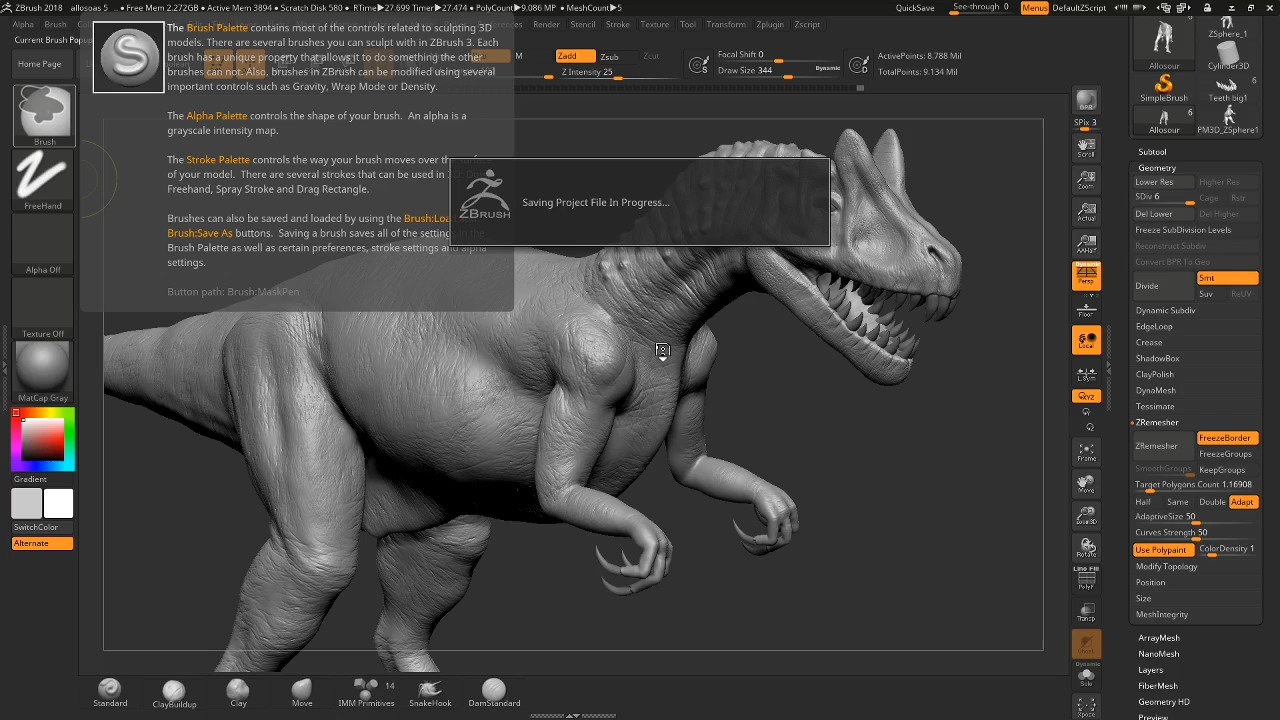 ZBrush 2018
allosoas 5
• Free Mem 2.272GB • Active Mem 3894 • Scratch Disk 580 • RTime▶27.699 Timer▶27.474 • PolyCount▶9.086 MP • MeshCount▶5
QuickSave
See-through 0
Menus
DefaultZScript
Alpha
Brush
Render
Stencil
Stroke
Texture
Tool
Transform
Zplugin
Zscript
Home Page
The Brush Palette contains most of the controls related to sculpting 3D
models. There are several brushes you can sculpt with in ZBrush 3. Each
brush has a unique property that allows it to do something the other
brushes can not. Also, brushes in ZBrush can be modified using several
important controls such as Gravity, Wrap Mode or Density.
The Alpha Palette controls the shape of your brush. An alpha is a
grayscale intensity map.
The Stroke Palette controls the way your brush moves over the
of your model. There are several strokes that can be used in
Freehand, Spray Stroke and Drag Rectangle.
Brushes can also be saved and loaded by using the Brush:Load
Brush:Save As buttons. Saving a brush saves all of the settings in the
Brush Palette as well as certain preferences, stroke settings and alpha
settings.
Button path: Brush:MaskPen
M
Zadd
Zsub
Zcut
Z Intensity 25
S
Focal Shift 0
Draw Size 344
Dynamic
D
ActivePoints: 8.788 Mil
TotalPoints: 9.134 Mil
ZBRUSH
Saving Project File In Progress...
Brush
FreeHand
Alpha Off
Texture Off
MatCap Gray
Gradient
SwitchColor
Alternate
BPR
SPix 3
Scroll
Zoom
Actual
AAHalf
Dynamic
Persp
Floor
Local
L.Sym
XYZ
Frame
Move
Zoom3D
Rotate
Line Fill
PolyF
Transp
Dynamic
Solo
Xpose
ZSphere_1
Allosour
Cylinder3D
SimpleBrush
6
Teeth big1
6
Allosour
PM3D_ZSphere1
Subtool
Geometry
Lower Res
Higher Res
SDiv 6
Cage
Rstr
Del Lower
Del Higher
Freeze SubDivision Levels
Reconstruct Subdiv
Convert BPR To Geo
Divide
Smt
Suv
ReUV
Dynamic Subdiv
EdgeLoop
Crease
ShadowBox
ClayPolish
DynaMesh
Tessimate
ZRemesher
ZRemesher
FreezeBorder
FreezeGroups
SmoothGroups
KeepGroups
Target Polygons Count 1.16908
Half
Same
Double
Adapt
AdaptiveSize 50
Curves Strength 50
Use Polypaint
ColorDensity 1
Modify Topology
Position
Size
MeshIntegrity
ArrayMesh
NanoMesh
Layers
FiberMesh
Geometry HD
Preview
Standard
ClayBuildup
Clay
Move
14
IMM Primitives
SnakeHook
DamStandard